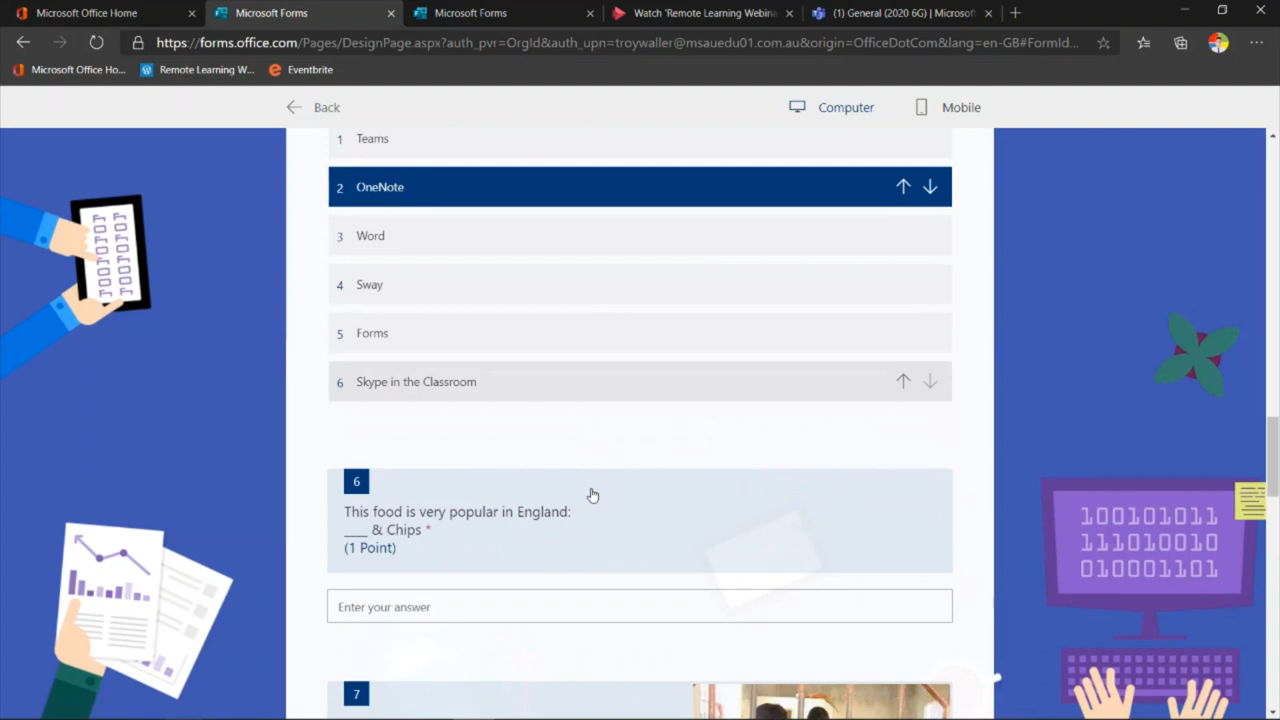 Microsoft Office Home
Microsoft Forms
Microsoft Forms
Watch 'Remote Learning Webina
(1) General (2020 6G) | Microsof
https://forms.office.com/Pages/DesignPage.aspx?auth_pvr=OrgId&auth_upn=troywaller@msauedu01.com.au&origin=OfficeDotCom&lang=en-GB#FormId...
Microsoft Office Ho...
Remote Learning W...
Eventbrite
Back
Computer
Mobile
1 Teams
2 OneNote
3 Word
4 Sway
5 Forms
6 Skype in the Classroom
6
This food is very popular in England:
____ & Chips *
(1 Point)
Enter your answer
7
100101011
111010010
010001101